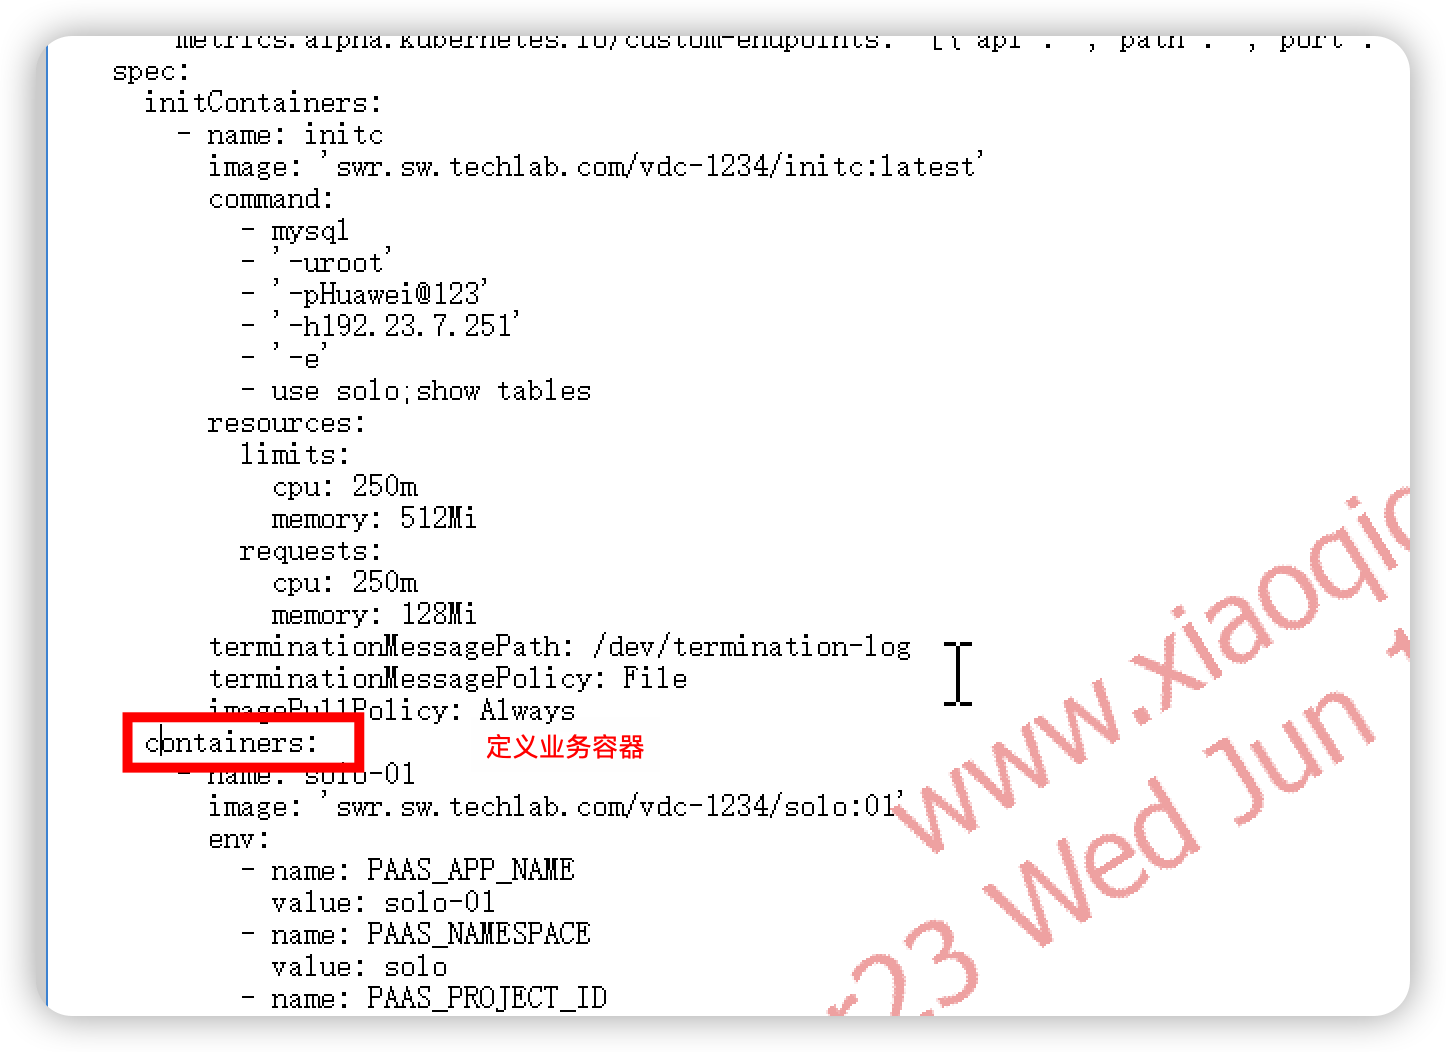 metrics.alpha.kubernetes.io/custom-endpoints: '[{"api":"","path":"","port":
spec:
initContainers:
- name: initc
image: 'swr.sw.techlab.com/vdc-1234/initc:latest'
command:
- mysql
- '-uroot'
- '-pHuawei@123'
- '-h192.23.7.251'
- '-e'
- use solo;show tables
resources:
limits:
cpu: 250m
memory: 512Mi
requests:
cpu: 250m
memory: 128Mi
terminationMessagePath: /dev/termination-log
terminationMessagePolicy: File
imagePullPolicy: Always
containers: 定义业务容器
- name: solo-01
image: 'swr.sw.techlab.com/vdc-1234/solo:01'
env:
- name: PAAS_APP_NAME
value: solo-01
- name: PAAS_NAMESPACE
value: solo
- name: PAAS_PROJECT_ID
www.xiaoqi
r23 Wed Jun